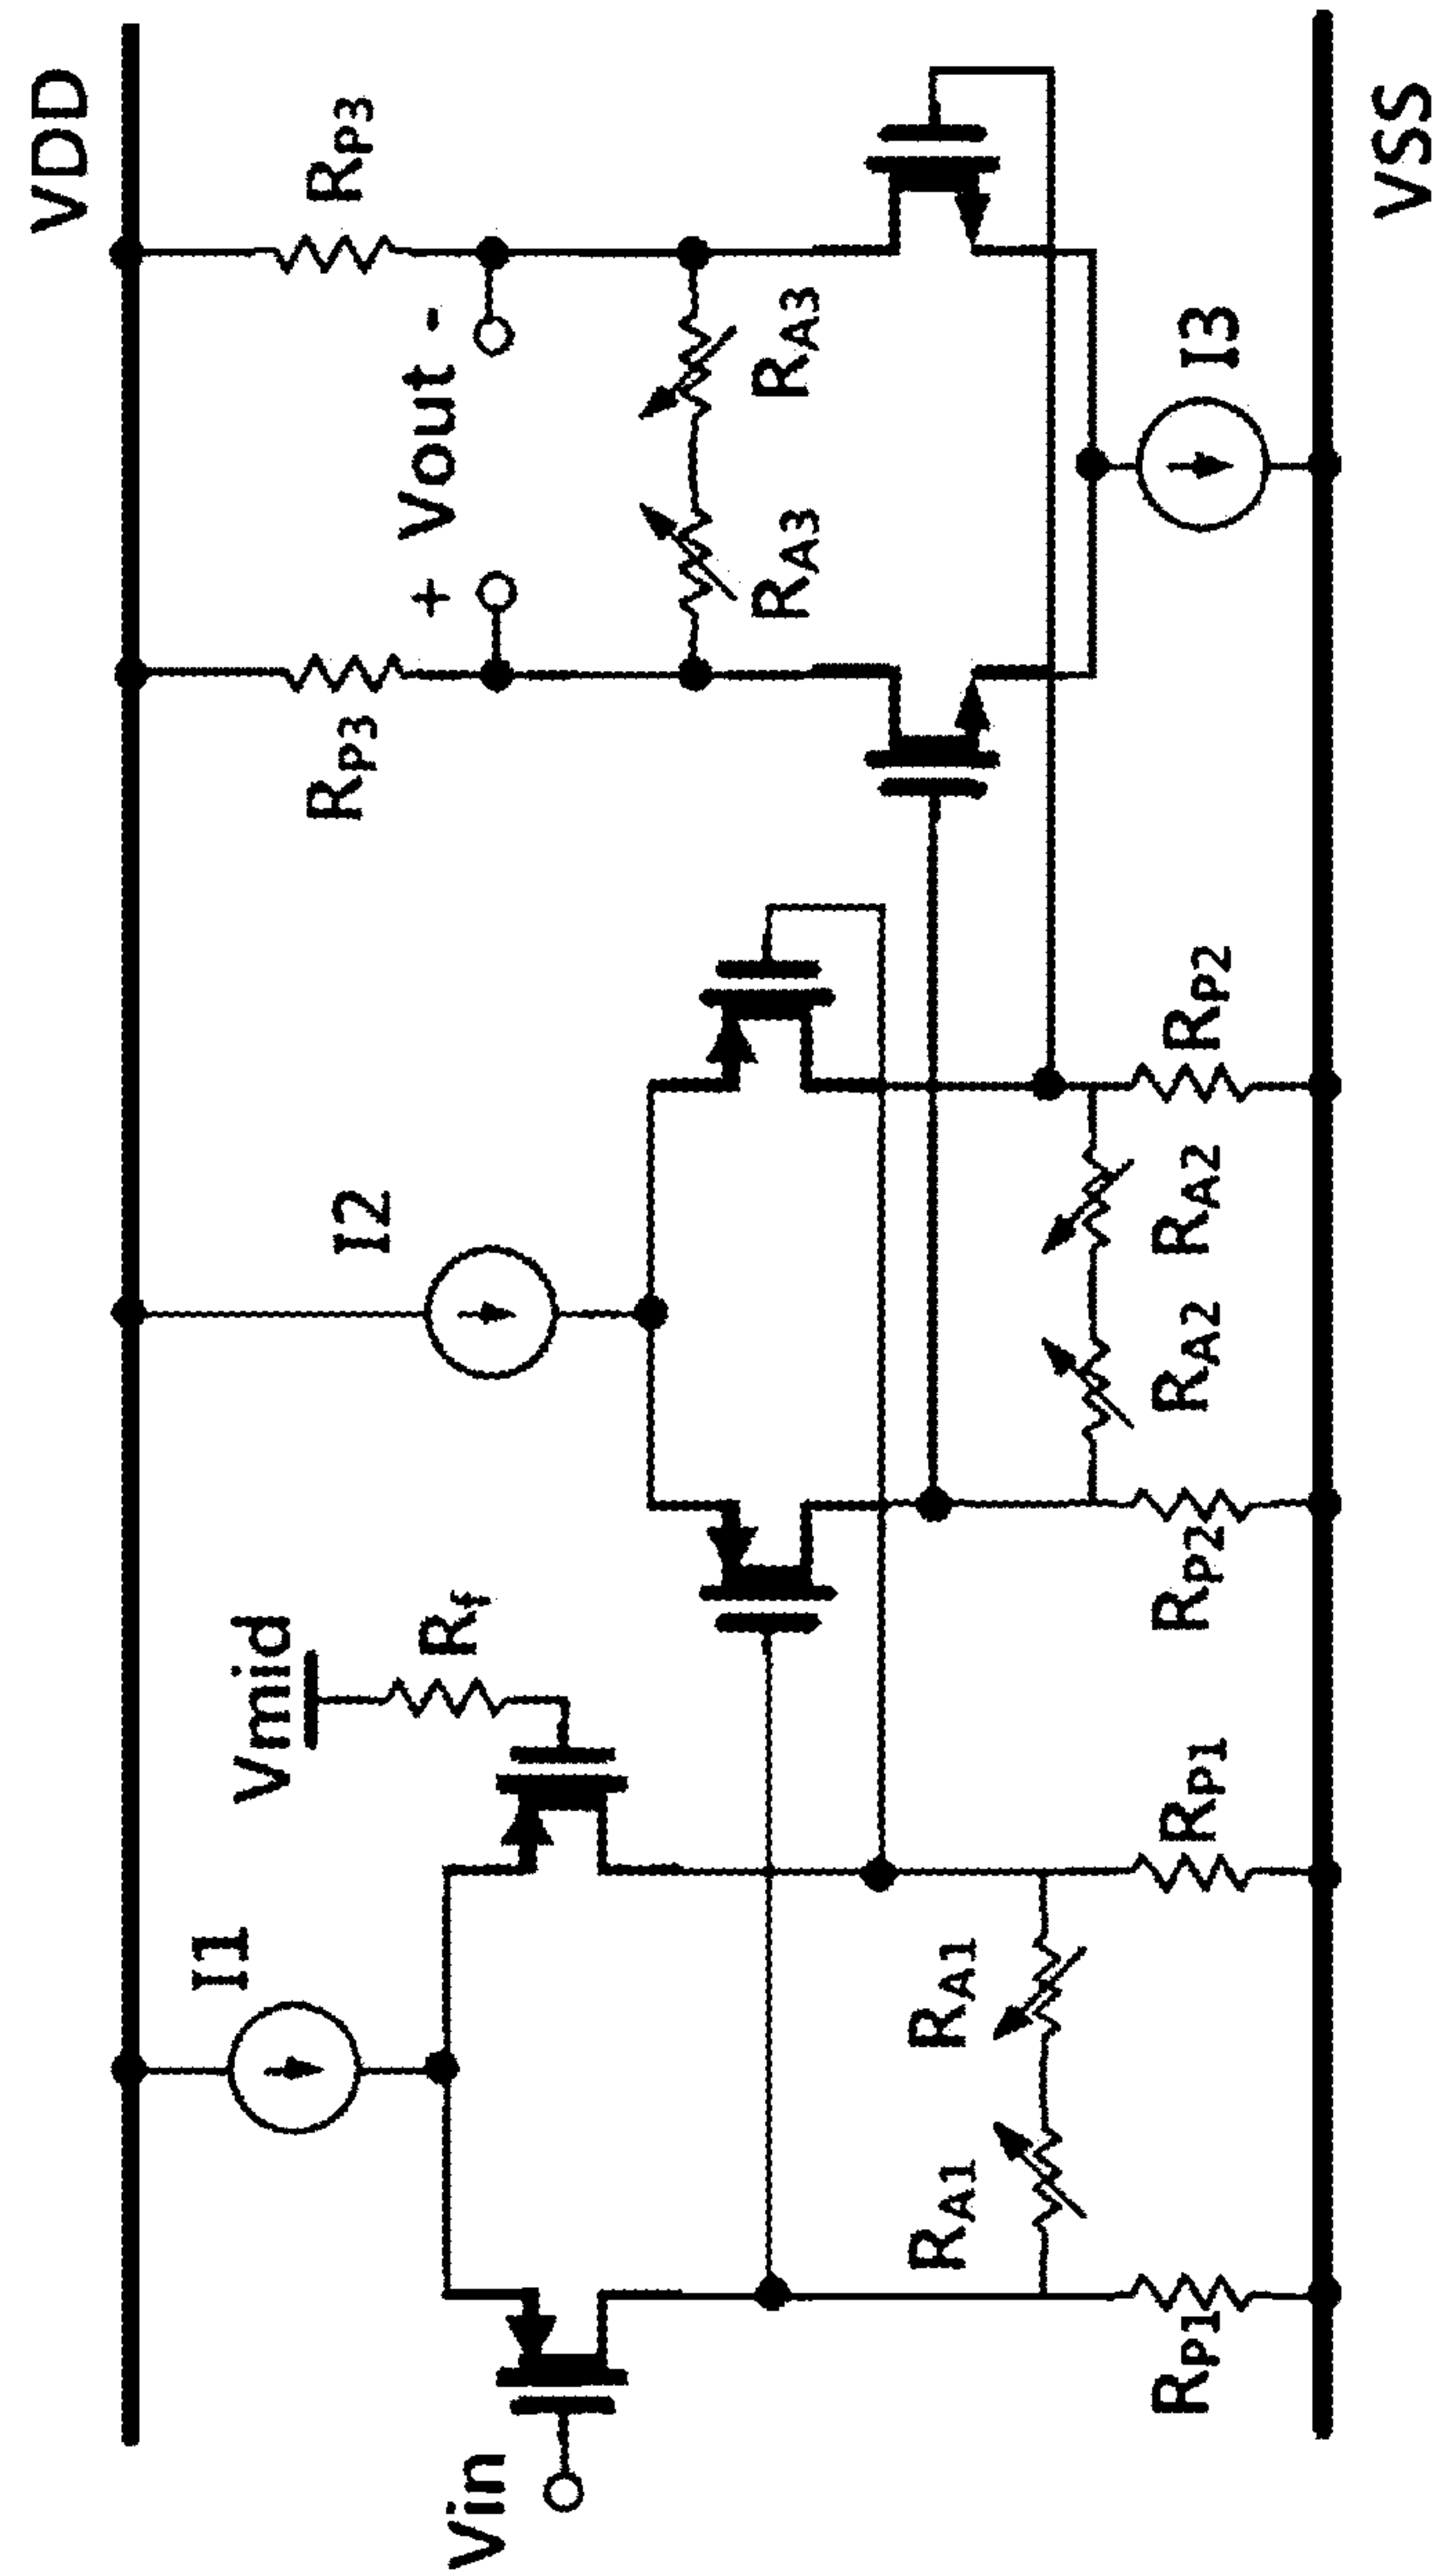 VDD
I1
Vmid
Rf
I2
RP3
RP3
+ Vout -
Vin
RA1
RA1
RA3
RA3
RP1
RP1
RP2
RA2
RA2
RP2
I3
VSS